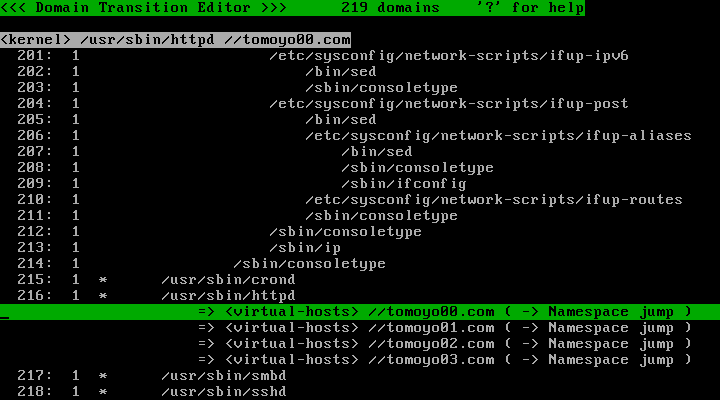 <<< Domain Transition Editor >>>      219 domains    '?' for help
<kernel> /usr/sbin/httpd //tomoyo00.com
201:  1                     /etc/sysconfig/network-scripts/ifup-ipv6
202:  1                         /bin/sed
203:  1                         /sbin/consoletype
204:  1                     /etc/sysconfig/network-scripts/ifup-post
205:  1                         /bin/sed
206:  1                         /etc/sysconfig/network-scripts/ifup-aliases
207:  1                             /bin/sed
208:  1                             /sbin/consoletype
209:  1                             /sbin/ifconfig
210:  1                         /etc/sysconfig/network-scripts/ifup-routes
211:  1                         /sbin/consoletype
212:  1                     /sbin/consoletype
213:  1                     /sbin/ip
214:  1                 /sbin/consoletype
215:  1  *      /usr/sbin/crond
216:  1  *      /usr/sbin/httpd
=> <virtual-hosts> //tomoyo00.com ( -> Namespace jump )
=> <virtual-hosts> //tomoyo01.com ( -> Namespace jump )
=> <virtual-hosts> //tomoyo02.com ( -> Namespace jump )
=> <virtual-hosts> //tomoyo03.com ( -> Namespace jump )
217:  1  *      /usr/sbin/smbd
218:  1  *      /usr/sbin/sshd